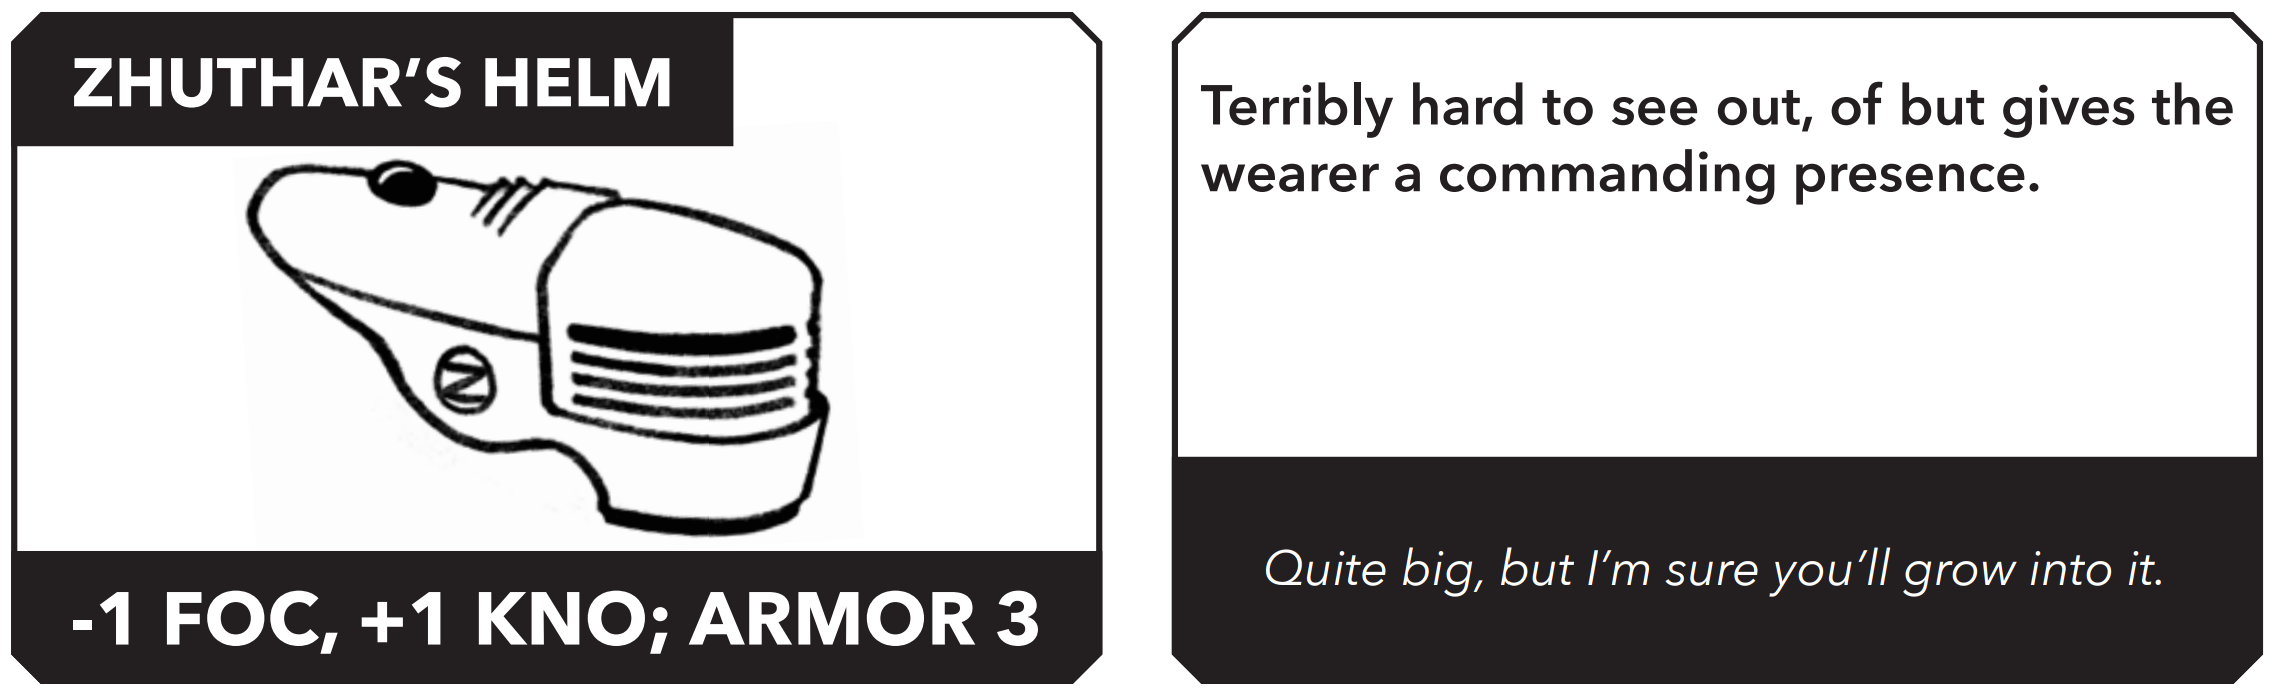 ZHUTHAR’S HELM
N
-1 FOC, +1 KNO; ARMOR 3
Terribly hard to see out, of but gives the
wearer a commanding presence.
Quite big, but I’m sure you’ll grow into it.